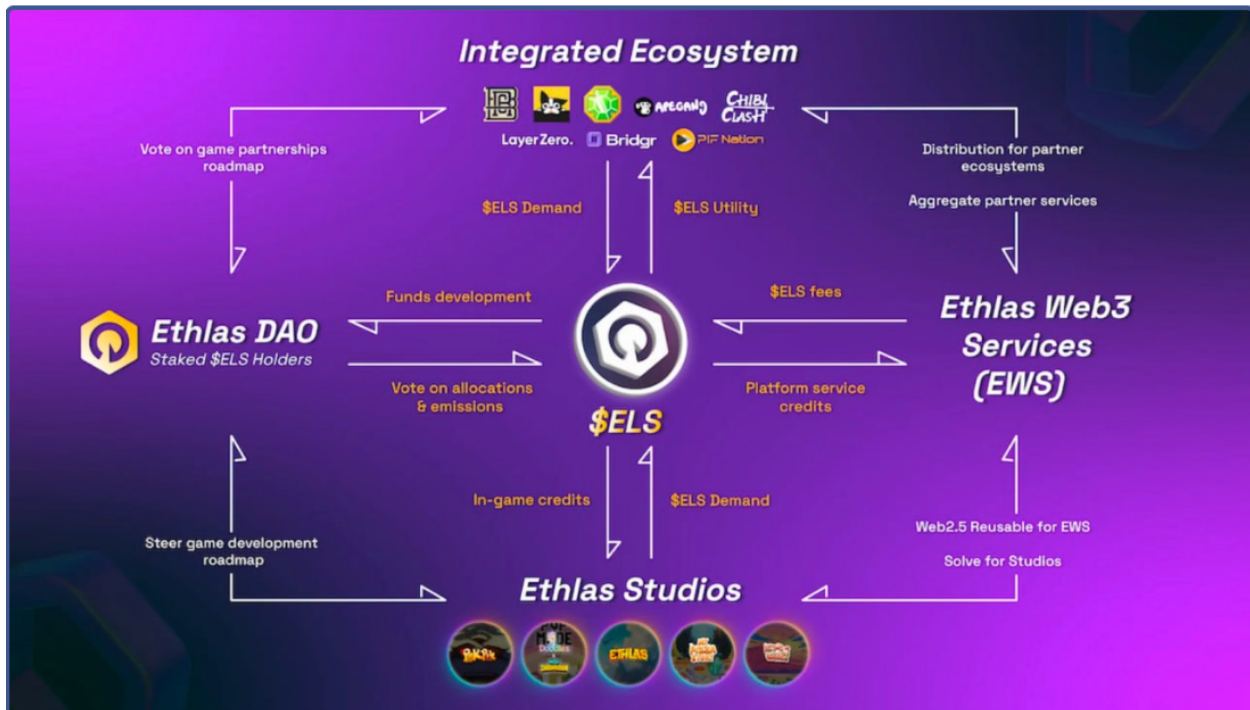 Integrated Ecosystem
APEGANG
CHIBI
CLASH
LayerZero.
Bridgr
PIF Nation
Vote on game partnerships
roadmap
Distribution for partner
ecosystems
Aggregate partner services
$ELS Demand
$ELS Utility
Funds development
$ELS fees
Ethlas DAO
Staked $ELS Holders
Ethlas Web3
Services
(EWS)
Vote on allocations
& emissions
Platform service
credits
$ELS
In-game credits
$ELS Demand
Steer game development
roadmap
Web2.5 Reusable for EWS
Solve for Studios
Ethlas Studios
ETHLAS